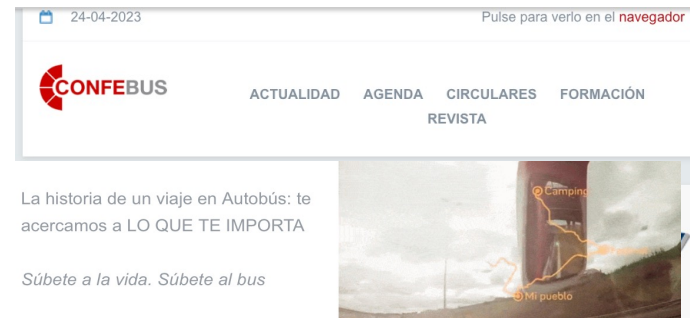 24-04-2023
Pulse para verlo en el navegador
CONFEBUS
ACTUALIDAD AGENDA CIRCULARES FORMACIÓN
REVISTA
La historia de un viaje en Autobús: te
acercamos a LO QUE TE IMPORTA
Súbete a la vida. Súbete al bus
Camping
Mi pueblo